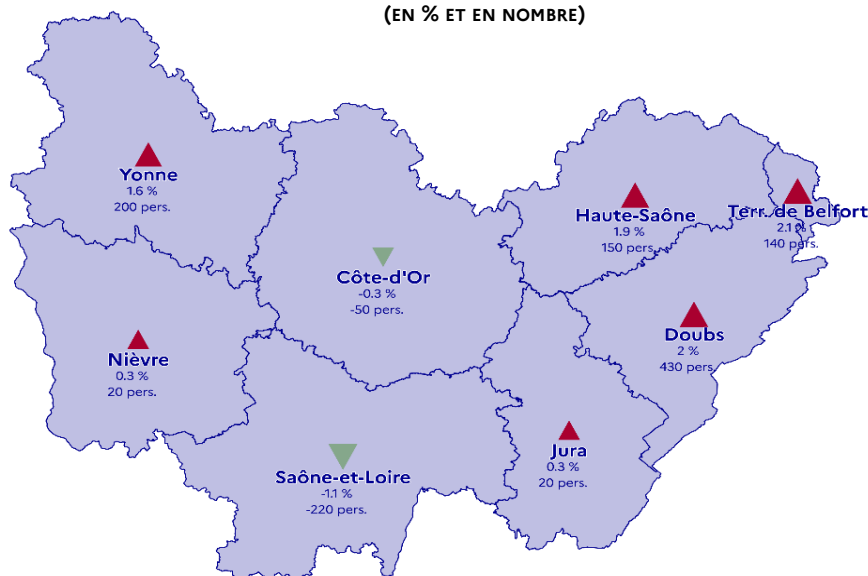 (EN % ET EN NOMBRE)
Yonne
1.6 %
200 pers.
Haute-Saône
1.9 %
150 pers.
Terr. de Belfort
2.1 %
140 pers.
Côte-d'Or
-0.3 %
-50 pers.
Doubs
2 %
430 pers.
Nièvre
0.3 %
20 pers.
Jura
0.3 %
20 pers.
Saône-et-Loire
-1.1 %
-220 pers.